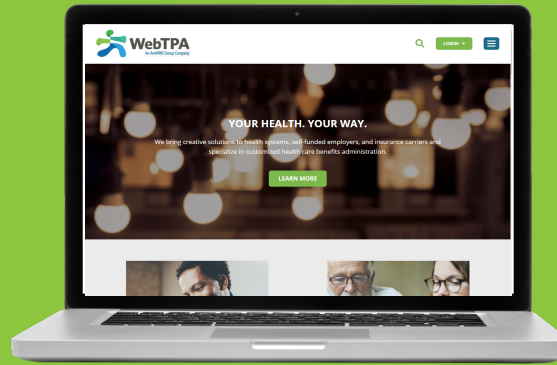 WebTPA
An AmWINS Group Company
LOGIN
YOUR HEALTH. YOUR WAY.
We bring creative solutions to health systems, self-funded employers, and insurance carriers and
specialize in customized health care benefits administration.
LEARN MORE